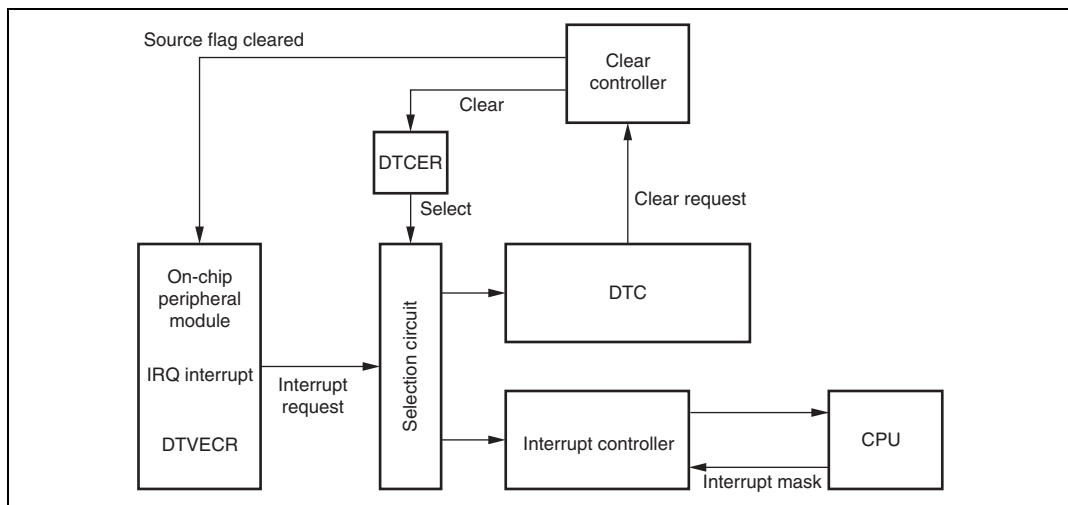 Source flag cleared
Clear
controller
Clear
DTCER
Select
Clear request
On-chip
peripheral
module
IRQ interrupt
DTVECR
Interrupt
request
Selection circuit
DTC
Interrupt controller
CPU
Interrupt mask